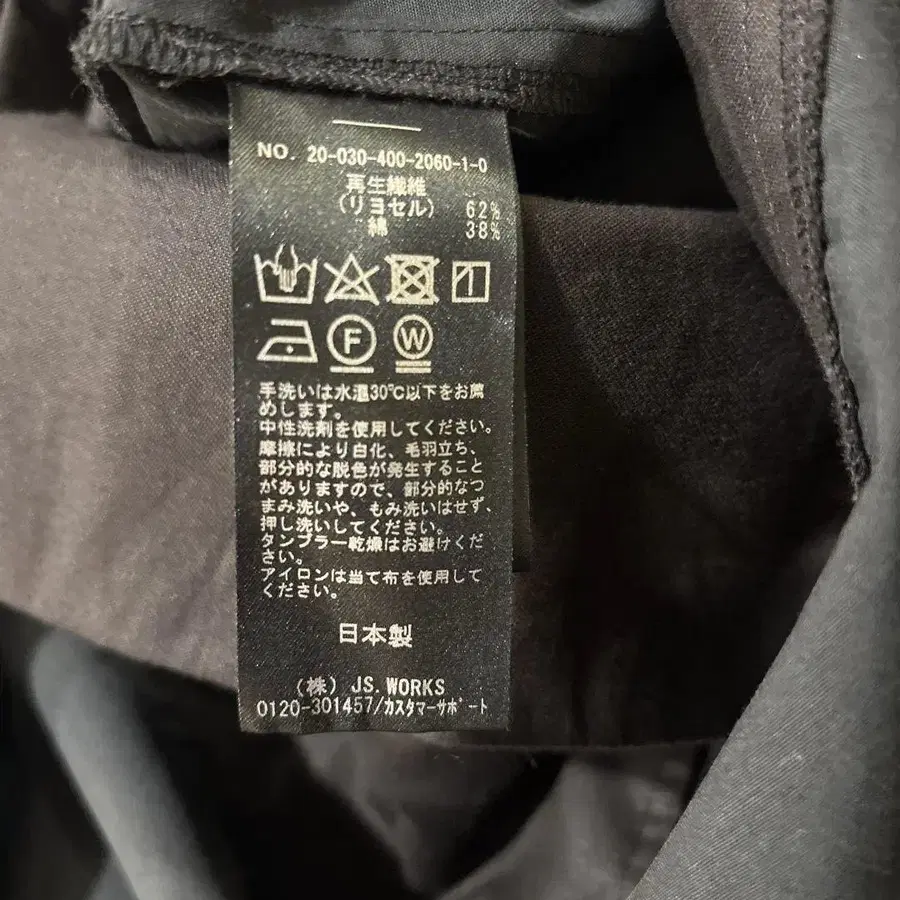 NO. 20-030-400-2060-1-0
再生繊維
(リヨセル) 62%
綿 38%
F W
手洗いは水温30℃以下をお薦
めします。
中性洗剤を使用してください。
摩擦により白化、毛羽立ち、
部分的な脱色が発生すること
がありますので、部分的なつ
まみ洗いや、もみ洗いはせず、
押し洗いしてください。
タンブラー乾燥はお避けくだ
さい。
アイロンは当て布を使用して
ください。
日本製
(株) JS.WORKS
0120-301457/カスタマーサポート